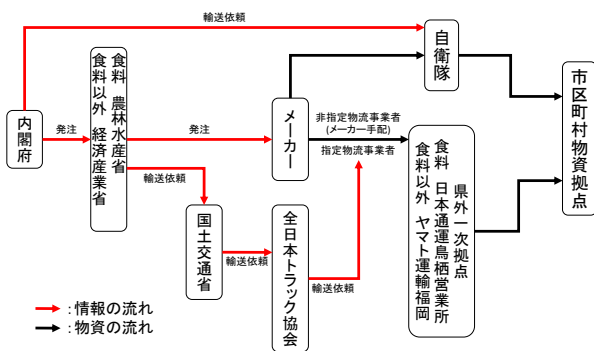 輸送依頼
自衛隊
市区町村物資拠点
内閣府
発注
食料 農林水産省
食料以外 経済産業省
発注
メーカー
非指定物流事業者
(メーカー手配)
指定物流事業者
県外一次拠点
食料 日本通運鳥栖営業所
食料以外 ヤマト運輸福岡
輸送依頼
国土交通省
輸送依頼
全日本トラック協会
輸送依頼
:情報の流れ
:物資の流れ